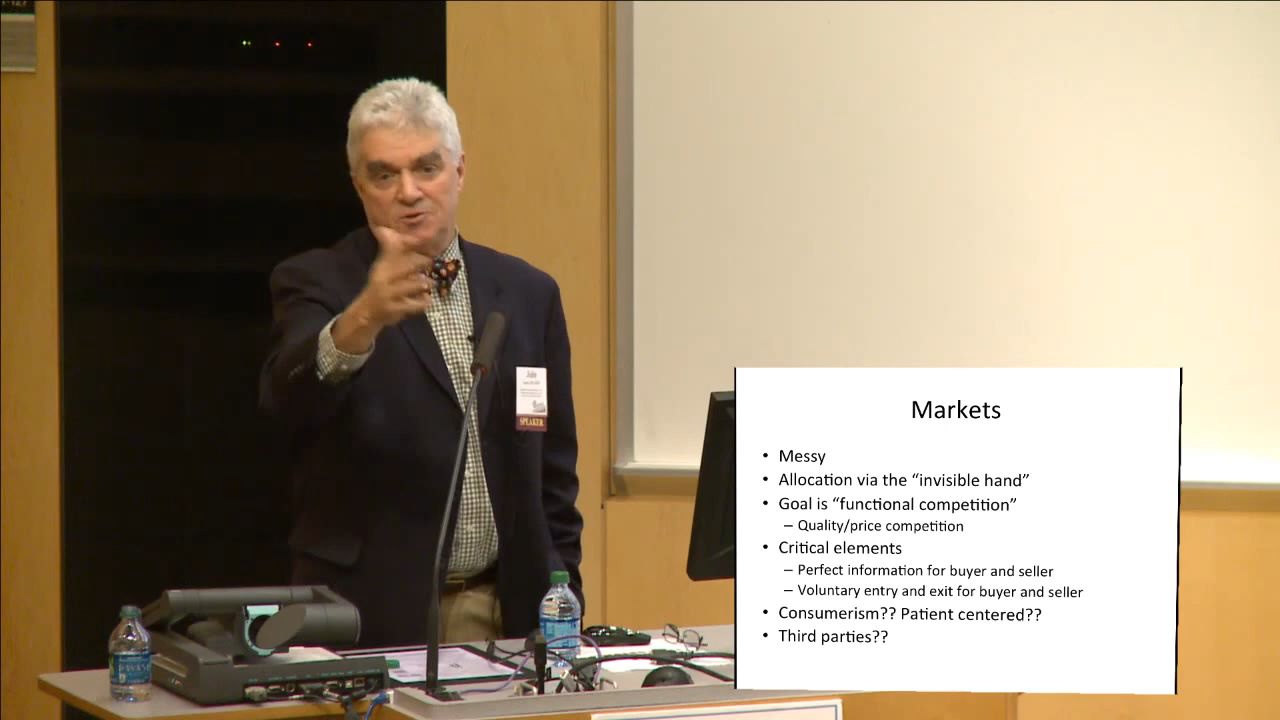 Markets
• Messy
• Allocation via the “invisible hand”
• Goal is “functional competition”
– Quality/price competition
• Critical elements
– Perfect information for buyer and seller
– Voluntary entry and exit for buyer and seller
• Consumerism?? Patient centered??
• Third parties??
SPEAKER
DASANI